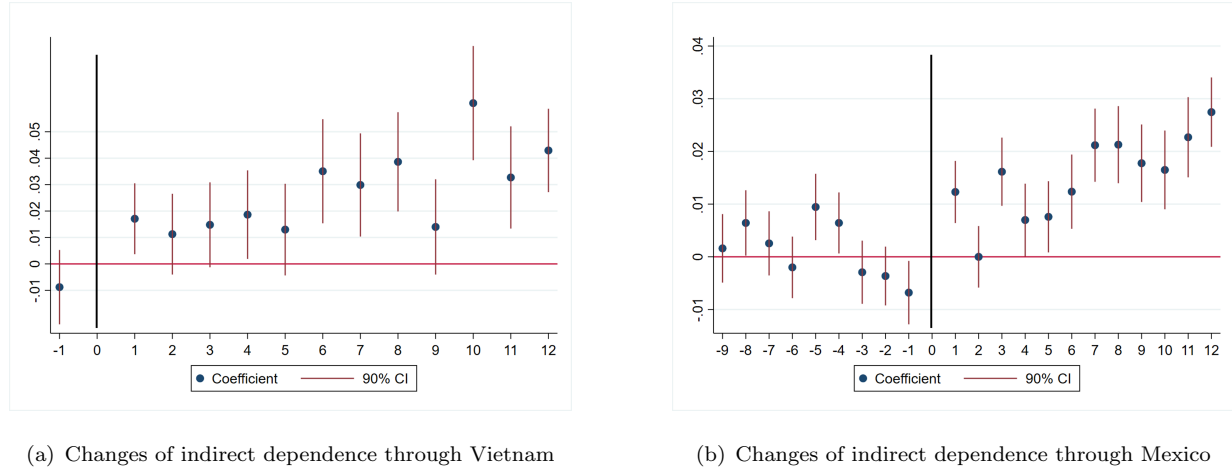 .05
.04
.03
.02
.01
0
-.01
-1 0 1 2 3 4 5 6 7 8 9 10 11 12
Coefficient 90% CI
(a) Changes of indirect dependence through Vietnam
.04
.03
.02
.01
0
-.01
-9 -8 -7 -6 -5 -4 -3 -2 -1 0 1 2 3 4 5 6 7 8 9 10 11 12
Coefficient 90% CI
(b) Changes of indirect dependence through Mexico